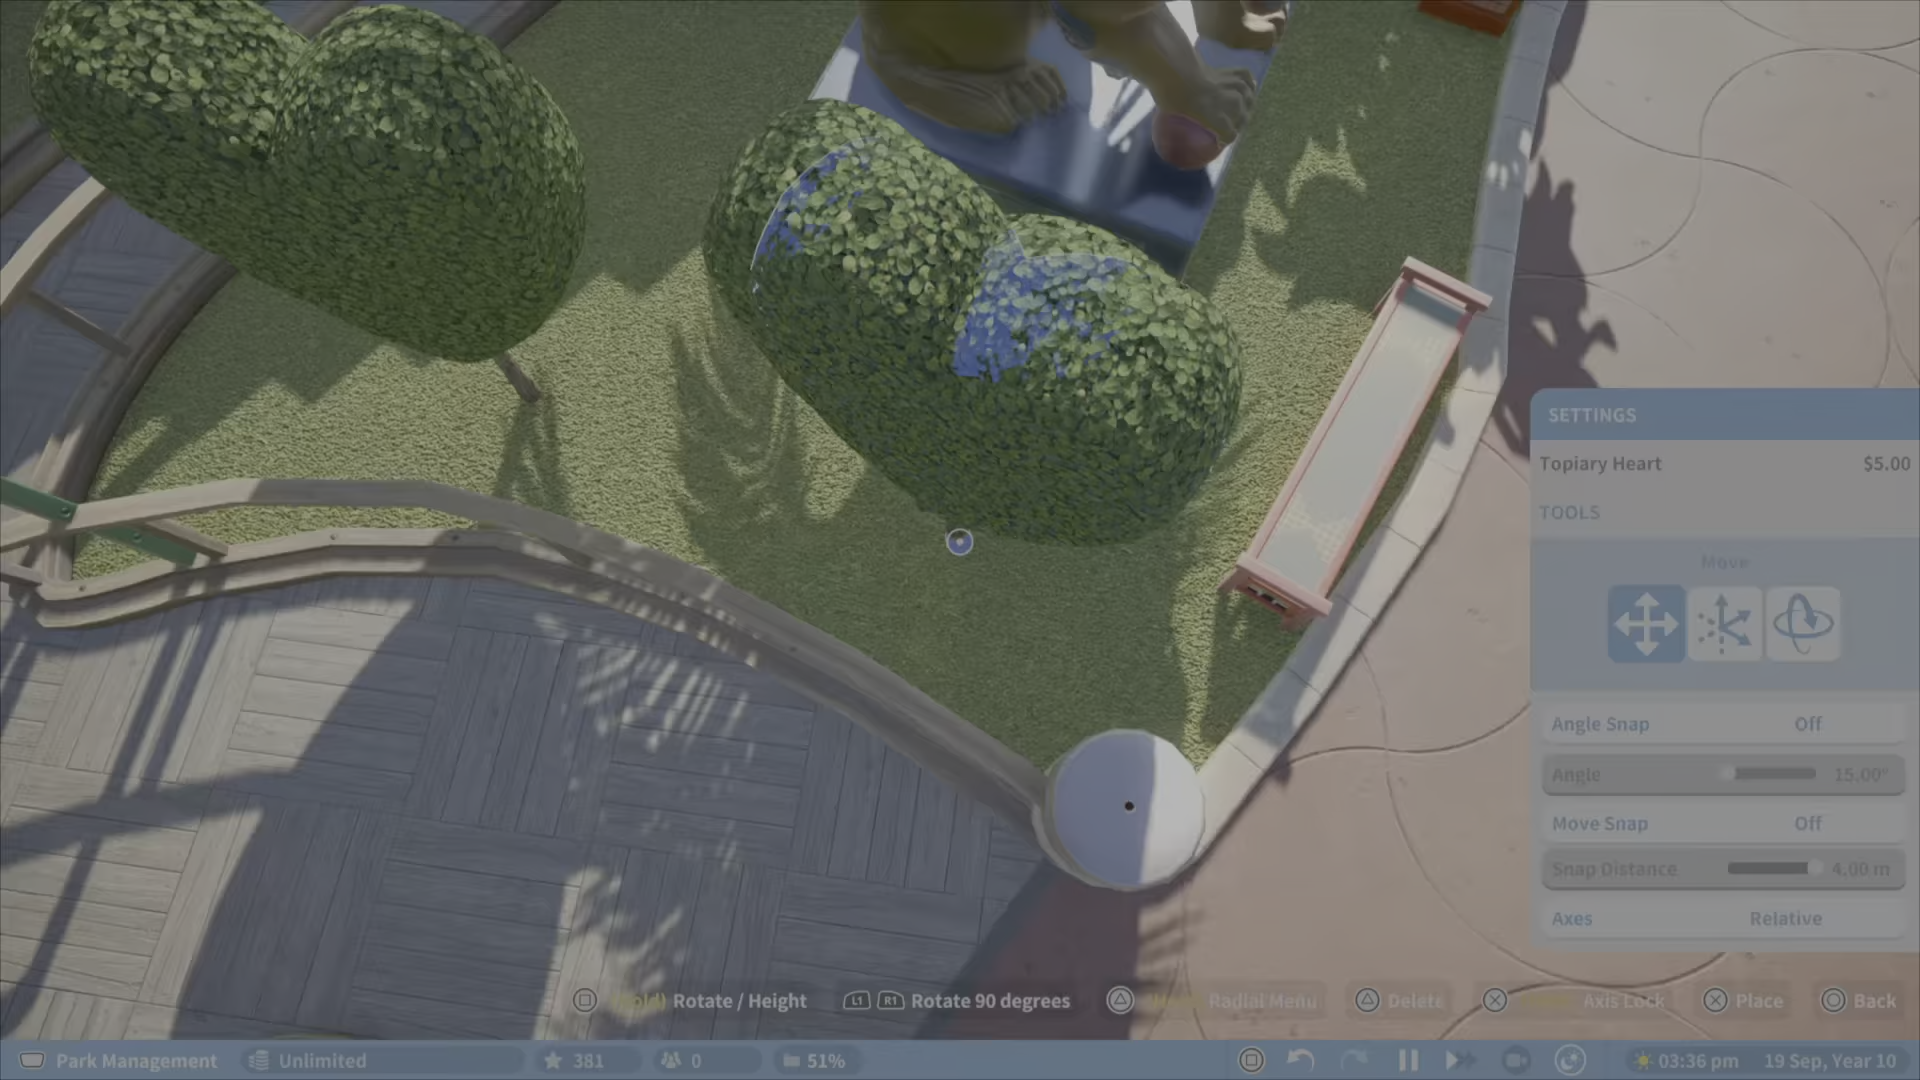 SETTINGS
Topiary Heart $5.00
TOOLS
Move
Angle Snap Off
Angle 15.00°
Move Snap Off
Snap Distance 4.00 m
Axes Relative
Rotate / Height L1 R1 Rotate 90 degrees Radial Menu Delete Axis Lock Place Back
Park Management Unlimited 381 0 51% 03:36 pm 19 Sep, Year 10